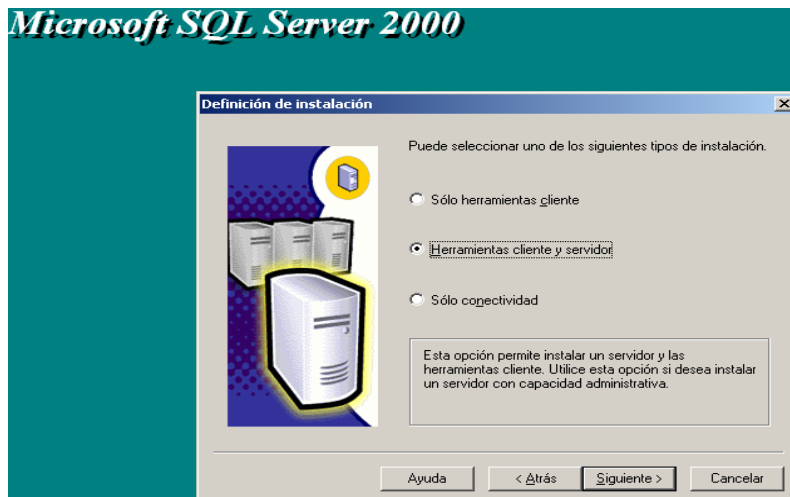 Microsoft SQL Server 2000
Definición de instalación
Puede seleccionar uno de los siguientes tipos de instalación.
Sólo herramientas cliente
Herramientas cliente y servidor
Sólo conectividad
Esta opción permite instalar un servidor y las
herramientas cliente. Utilice esta opción si desea instalar
un servidor con capacidad administrativa.
Ayuda
< Atrás
Siguiente >
Cancelar